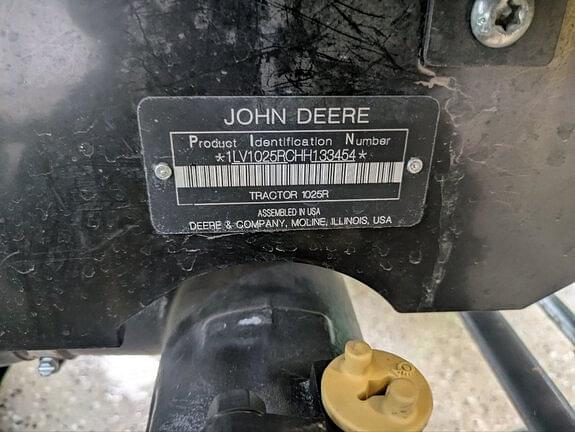 JOHN DEERE
Product Identification Number
*1LV1025RCHH133454*
TRACTOR 1025R
ASSEMBLED IN USA
DEERE & COMPANY, MOLINE, ILLINOIS, USA